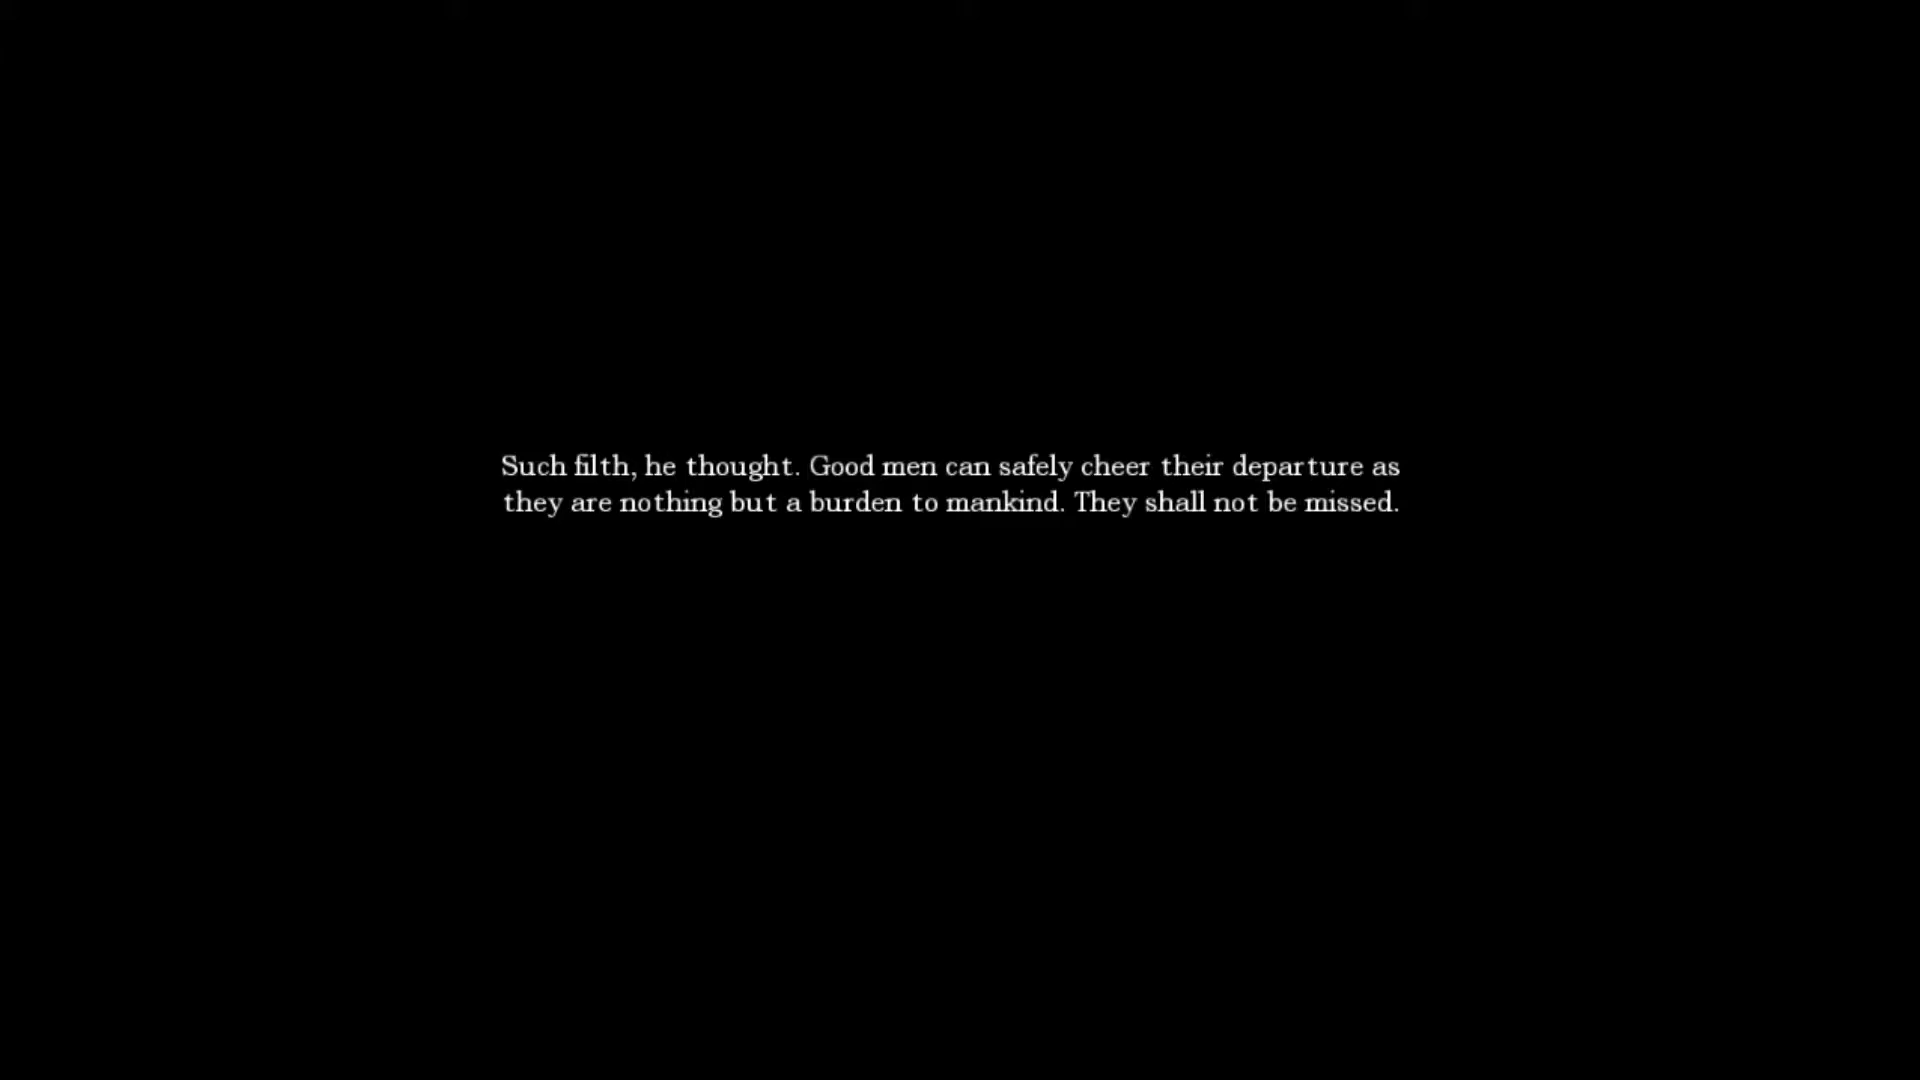 Such filth, he thought. Good men can safely cheer their departure as
they are nothing but a burden to mankind. They shall not be missed.